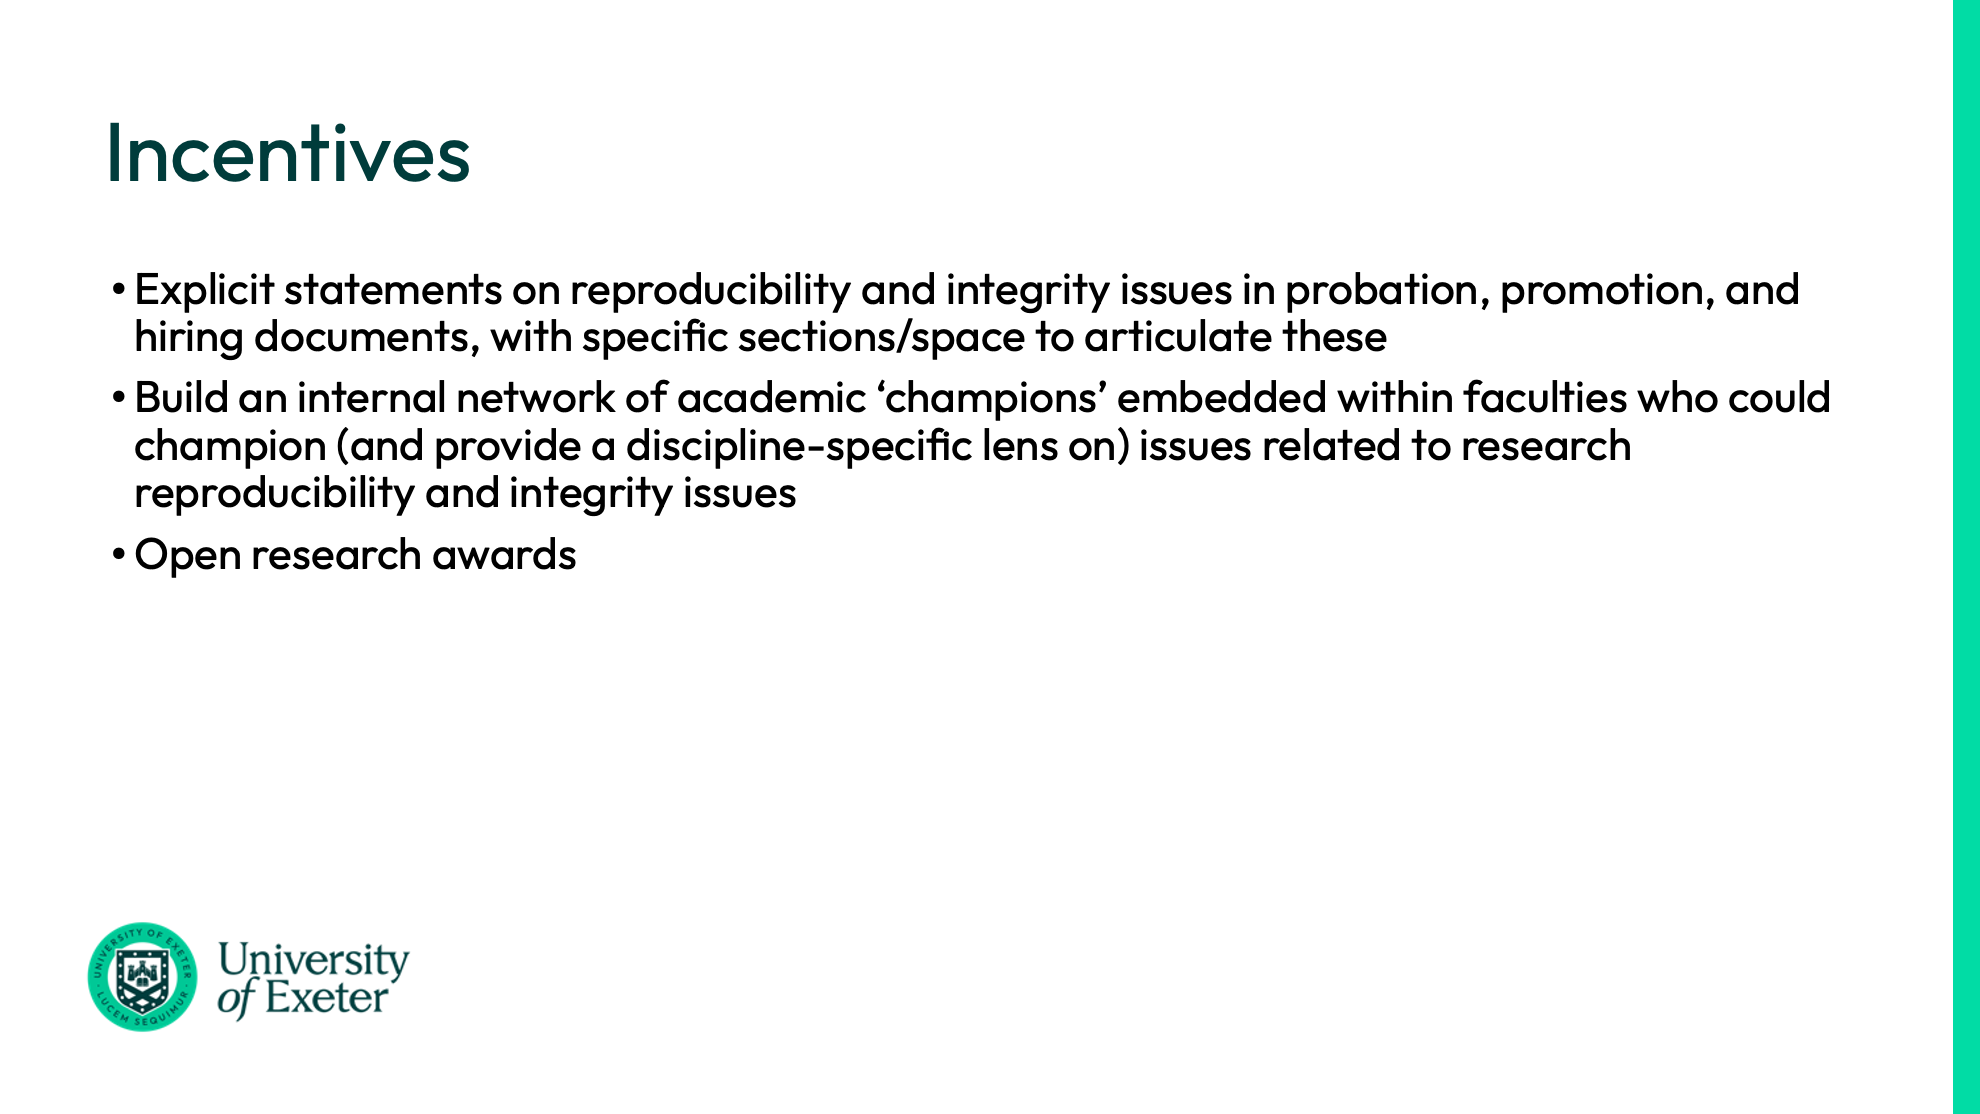 Incentives
• Explicit statements on reproducibility and integrity issues in probation, promotion, and
hiring documents, with specific sections/space to articulate these
• Build an internal network of academic ‘champions’ embedded within faculties who could
champion (and provide a discipline-specific lens on) issues related to research
reproducibility and integrity issues
• Open research awards
UNIVERSITY OF EXETER
LUCEM SEQUIMUR
University
of Exeter